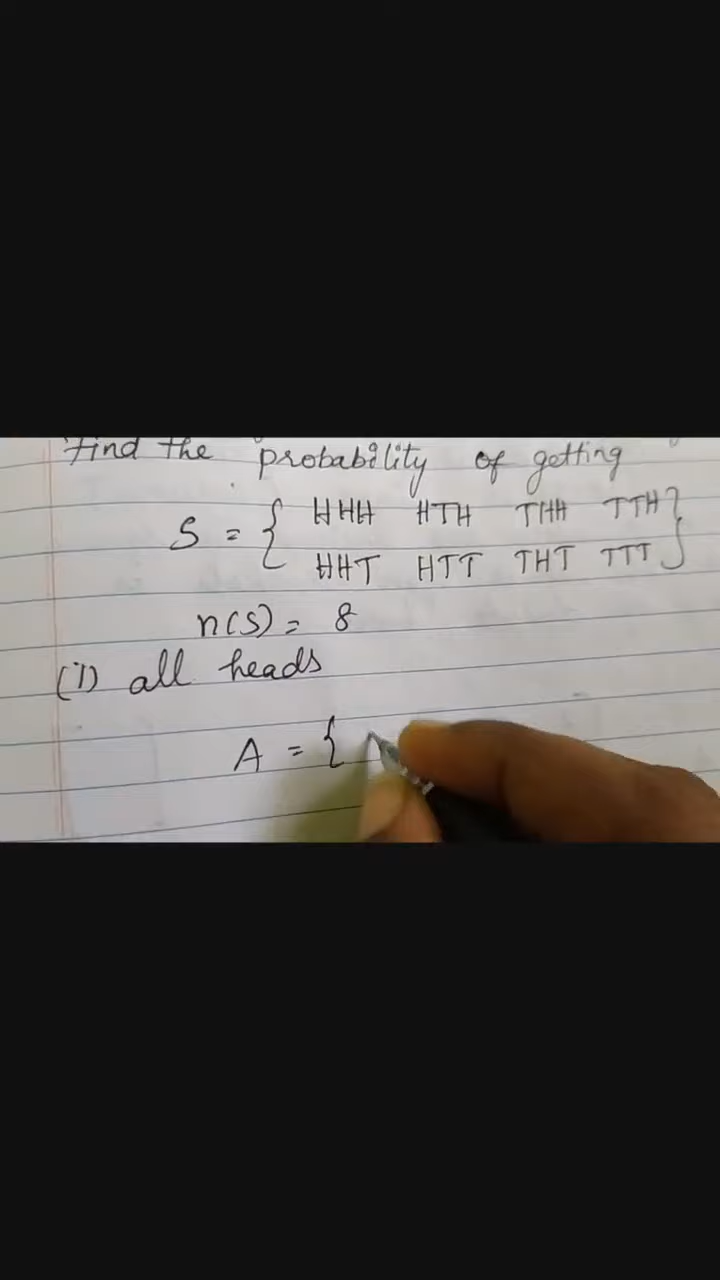 Find the probability of getting
S = { HHH HTH THH TTH }
HHT HTT THT TTT
n(S) = 8
(i) all heads
A = {